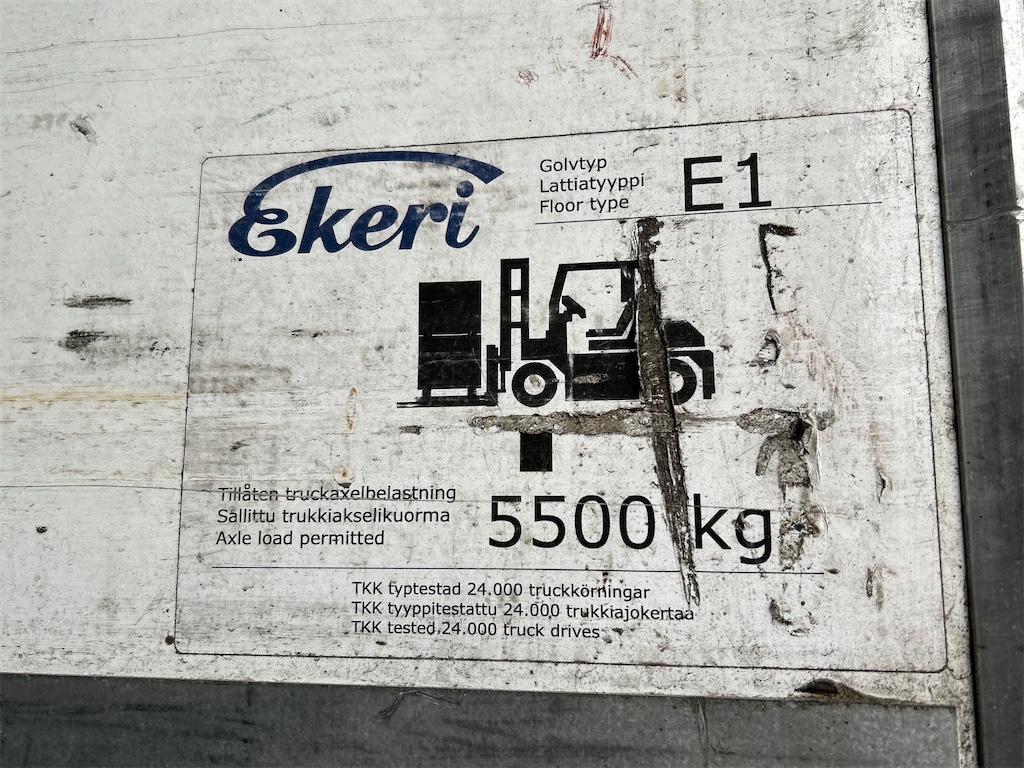 Ekeri
Golvtyp
Lattiatyyppi
Floor type
E1
Tillåten truckaxelbelastning
Sallittu trukkiakselikuorma
Axle load permitted
5500 kg
TKK typtestad 24.000 truckkörningar
TKK tyyppitestattu 24.000 trukkiajokertaa
TKK tested 24.000 truck drives